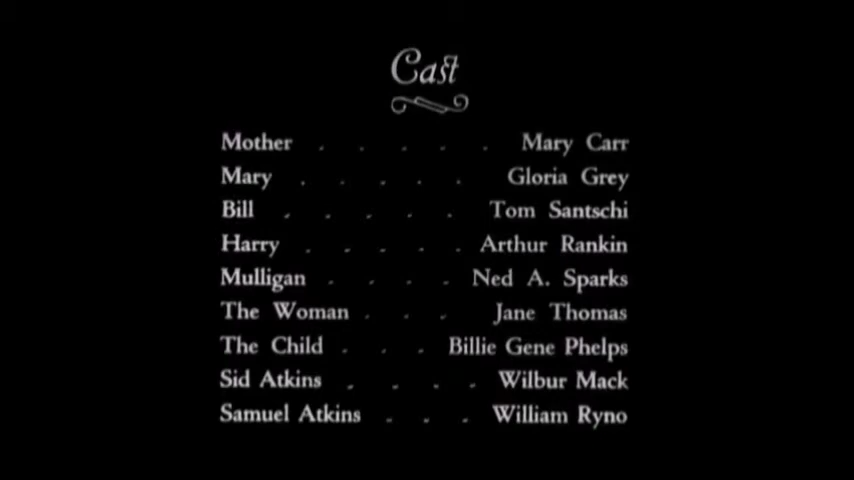 Cast
Mother . . . . . Mary Carr
Mary . . . . . Gloria Grey
Bill . . . . . Tom Santschi
Harry . . . . . Arthur Rankin
Mulligan . . . . Ned A. Sparks
The Woman . . . Jane Thomas
The Child . . . Billie Gene Phelps
Sid Atkins . . . . Wilbur Mack
Samuel Atkins . . . William Ryno